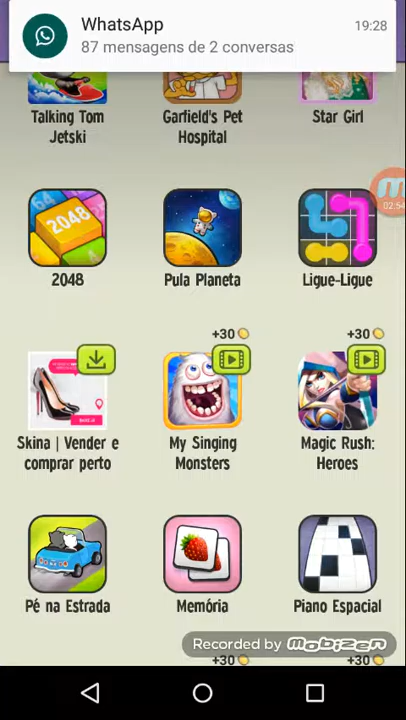 WhatsApp
19:28
87 mensagens de 2 conversas
Talking Tom
Jetski
Garfield's Pet
Hospital
Star Girl
02:54
64
2048
2048
Pula Planeta
Ligue-Ligue
+30
+30
Skina | Vender e
comprar perto
My Singing
Monsters
Magic Rush:
Heroes
Pé na Estrada
Memória
Piano Espacial
Recorded by mobizen
+30
+30